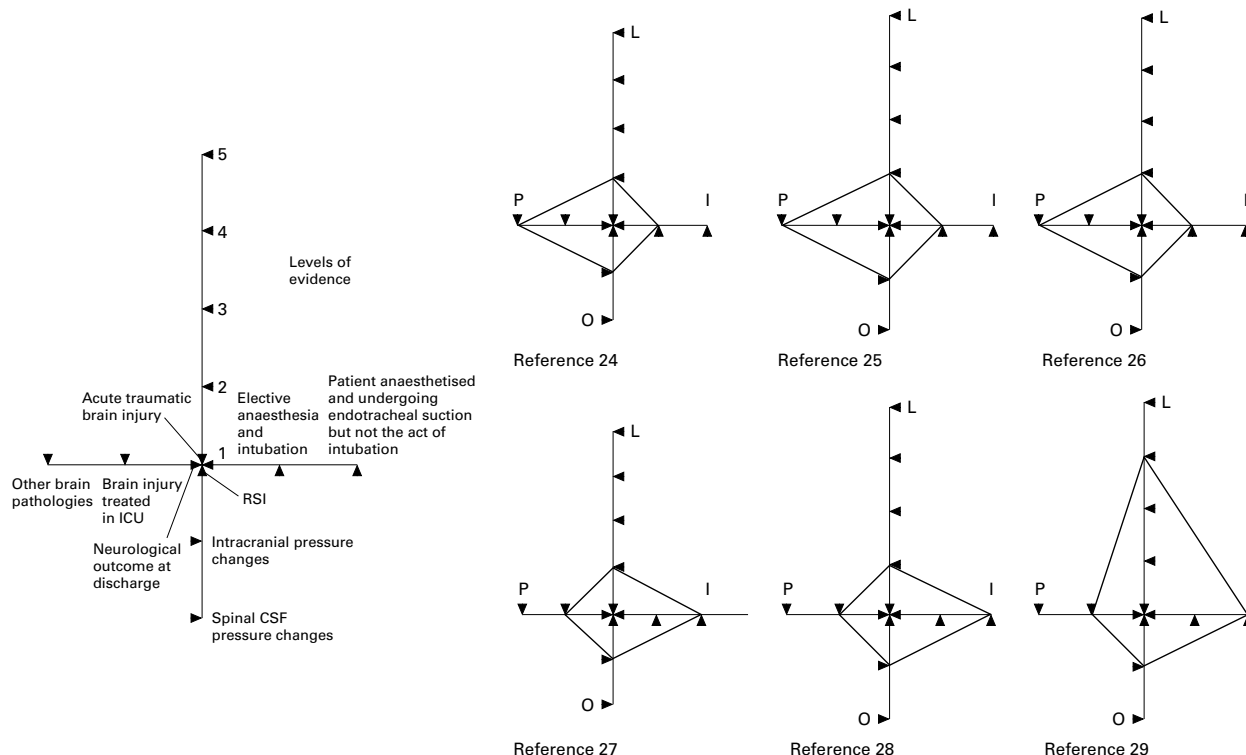 5
4
3
2
1
Levels of
evidence
Acute traumatic
brain injury
Elective
anaesthesia
and
intubation
Patient anaesthetised
and undergoing
endotracheal suction
but not the act of
intubation
Other brain
pathologies
Brain injury
treated
in ICU
RSI
Neurological
outcome at
discharge
Intracranial pressure
changes
Spinal CSF
pressure changes
L
P
I
O
Reference 24
L
P
I
O
Reference 25
L
P
I
O
Reference 26
L
P
I
O
Reference 27
L
P
I
O
Reference 28
L
P
O
Reference 29